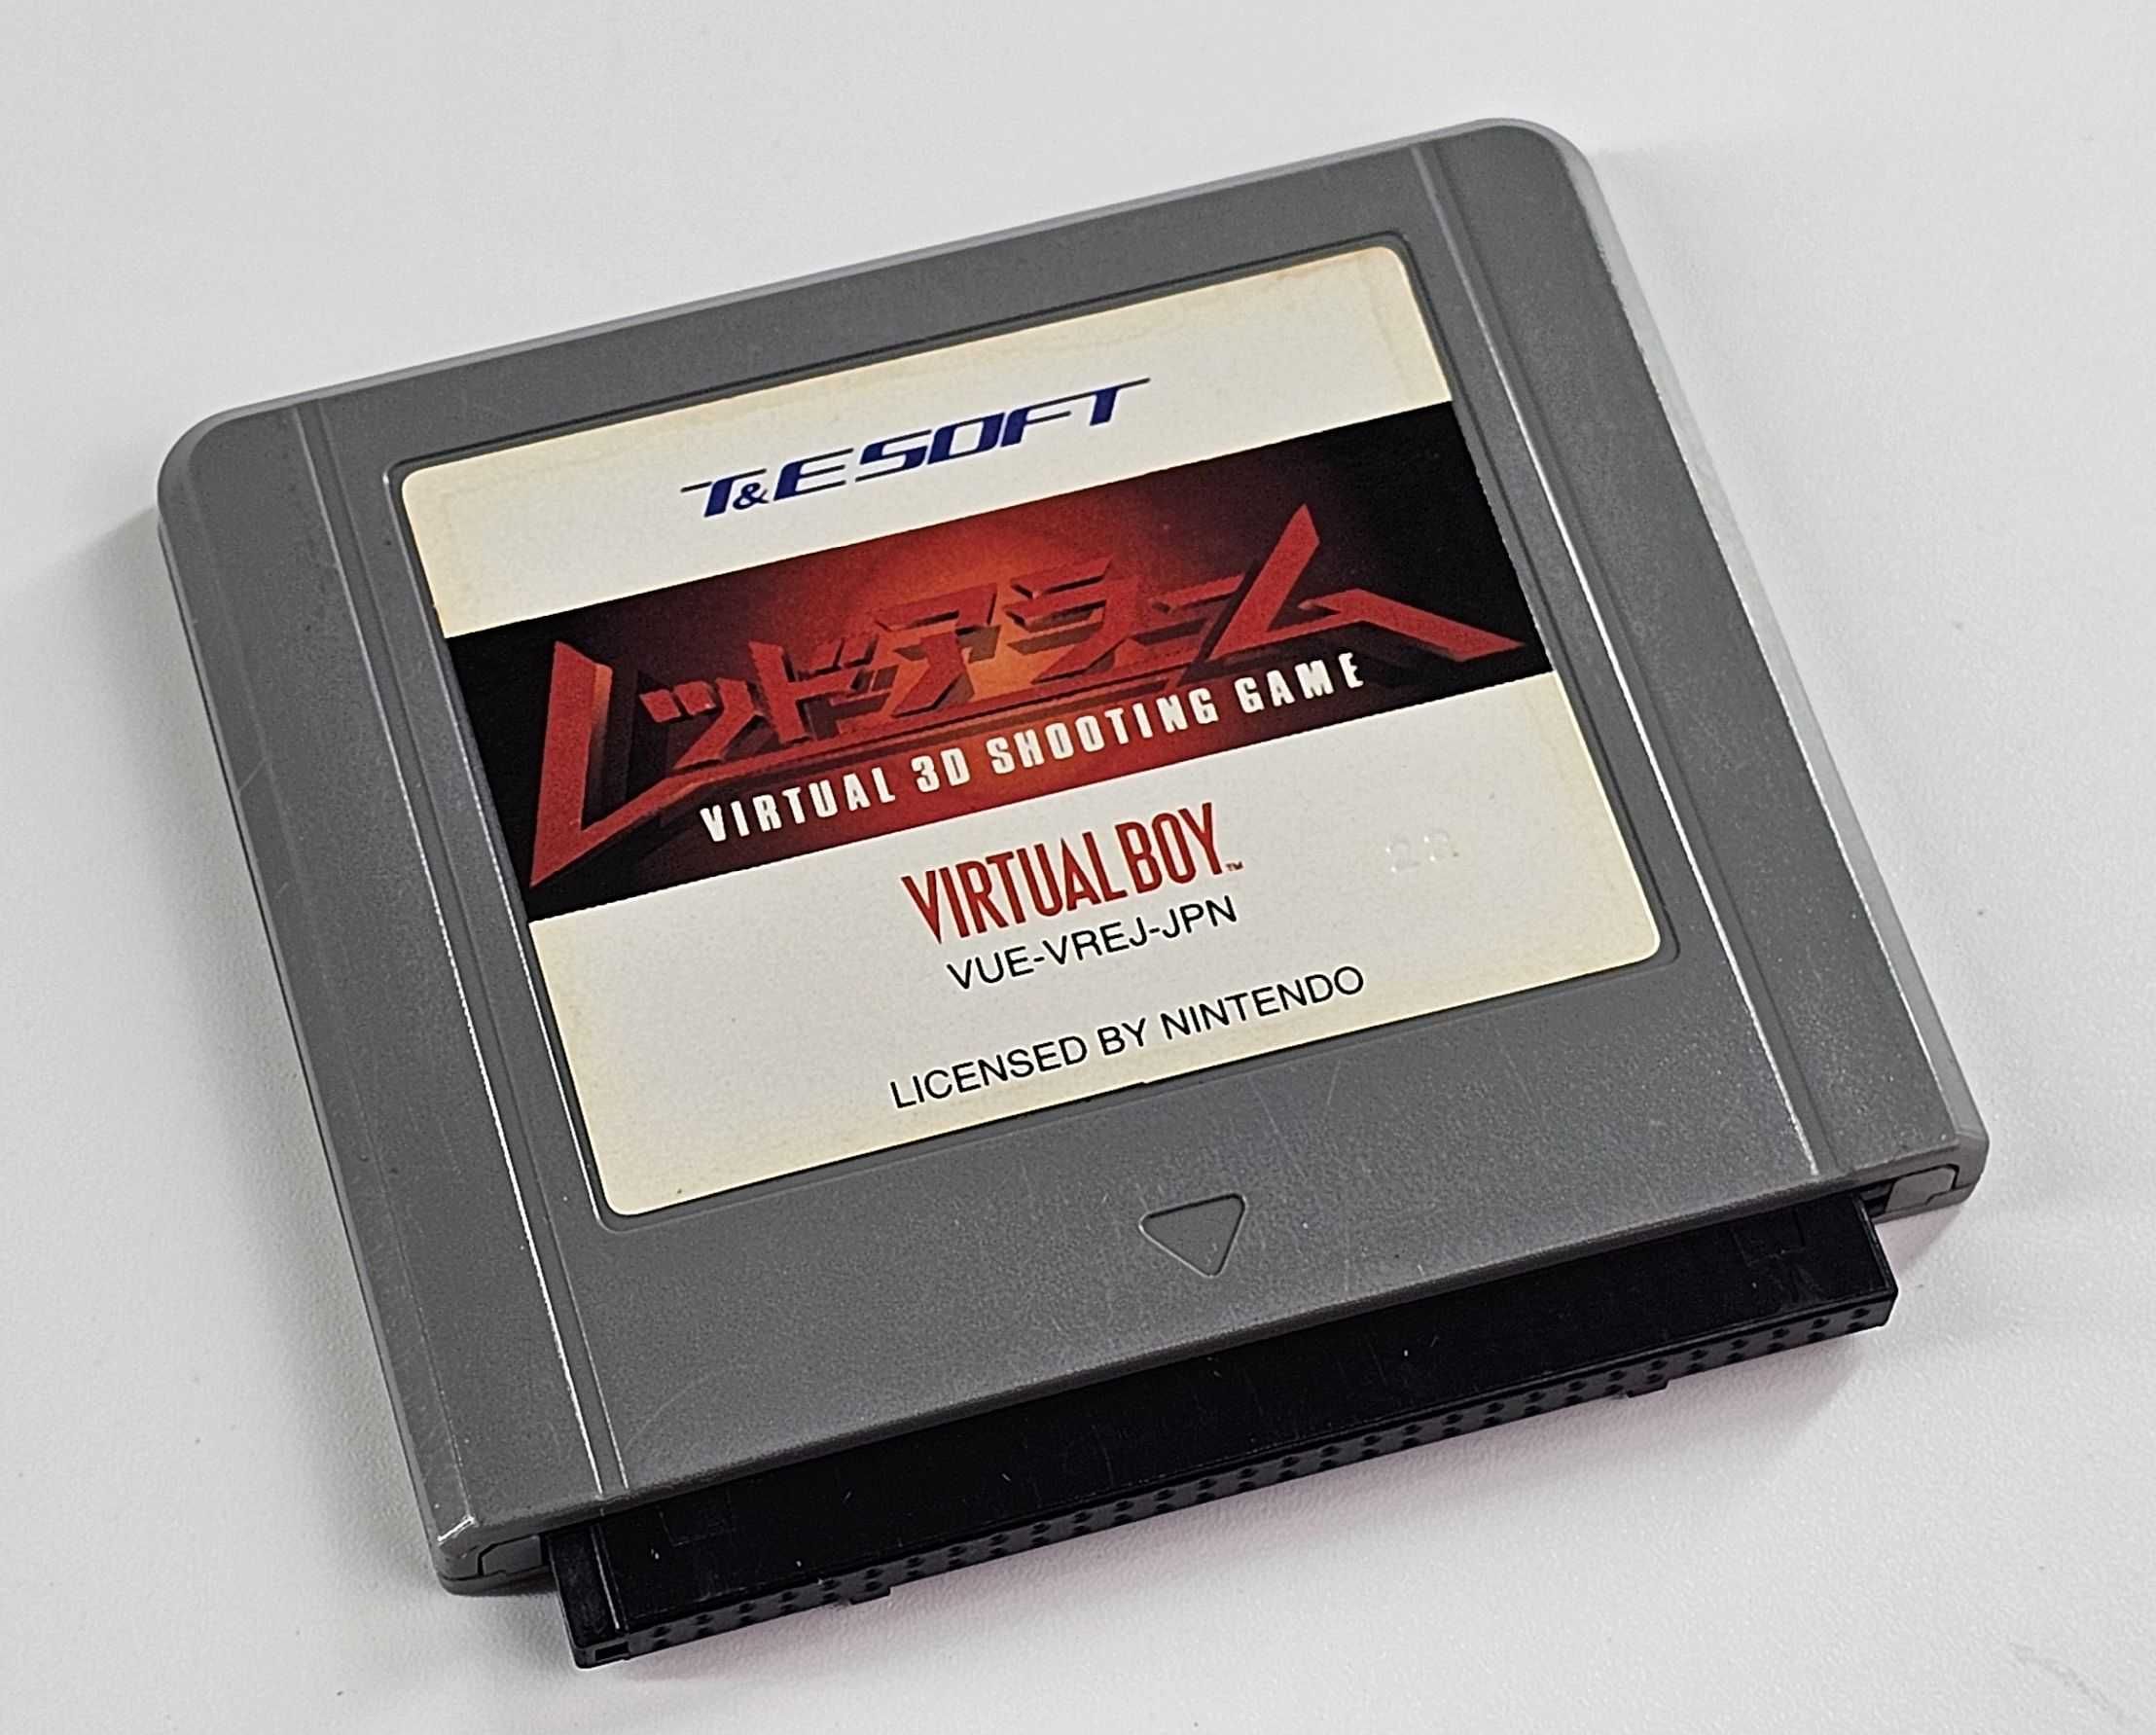 T&E SOFT
レッドアラーム
VIRTUAL 3D SHOOTING GAME
VIRTUAL BOY™
VUE-VREJ-JPN
LICENSED BY NINTENDO